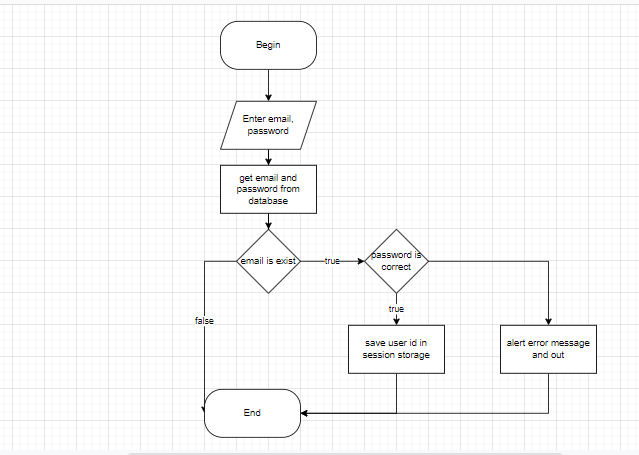 Begin
Enter email,
password
get email and
password from
database
email is exist
true
password is
correct
false
true
save user id in
session storage
alert error message
and out
End